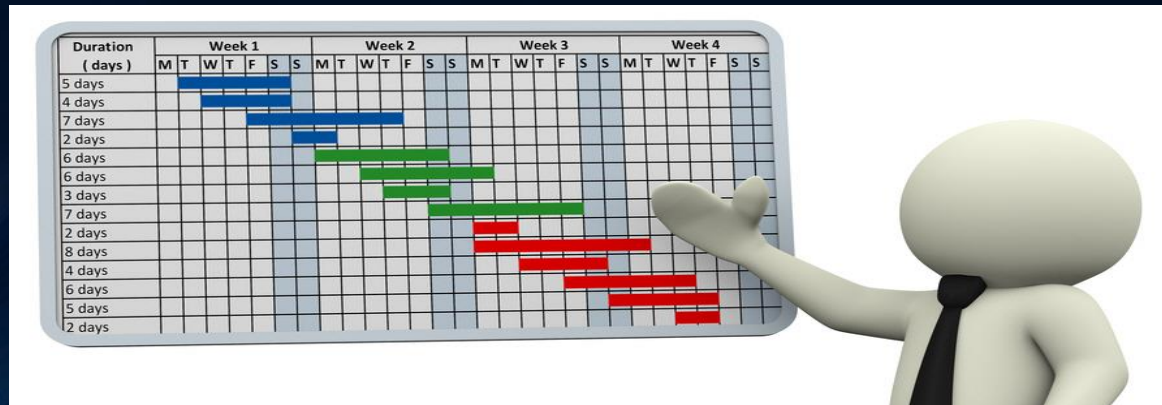 Duration Week 1 Week 2 Week 3 Week 4
( days ) M T W T F S S M T W T F S S M T W T F S S M T W T F S S
5 days
4 days
7 days
2 days
6 days
6 days
3 days
7 days
2 days
8 days
4 days
6 days
5 days
2 days